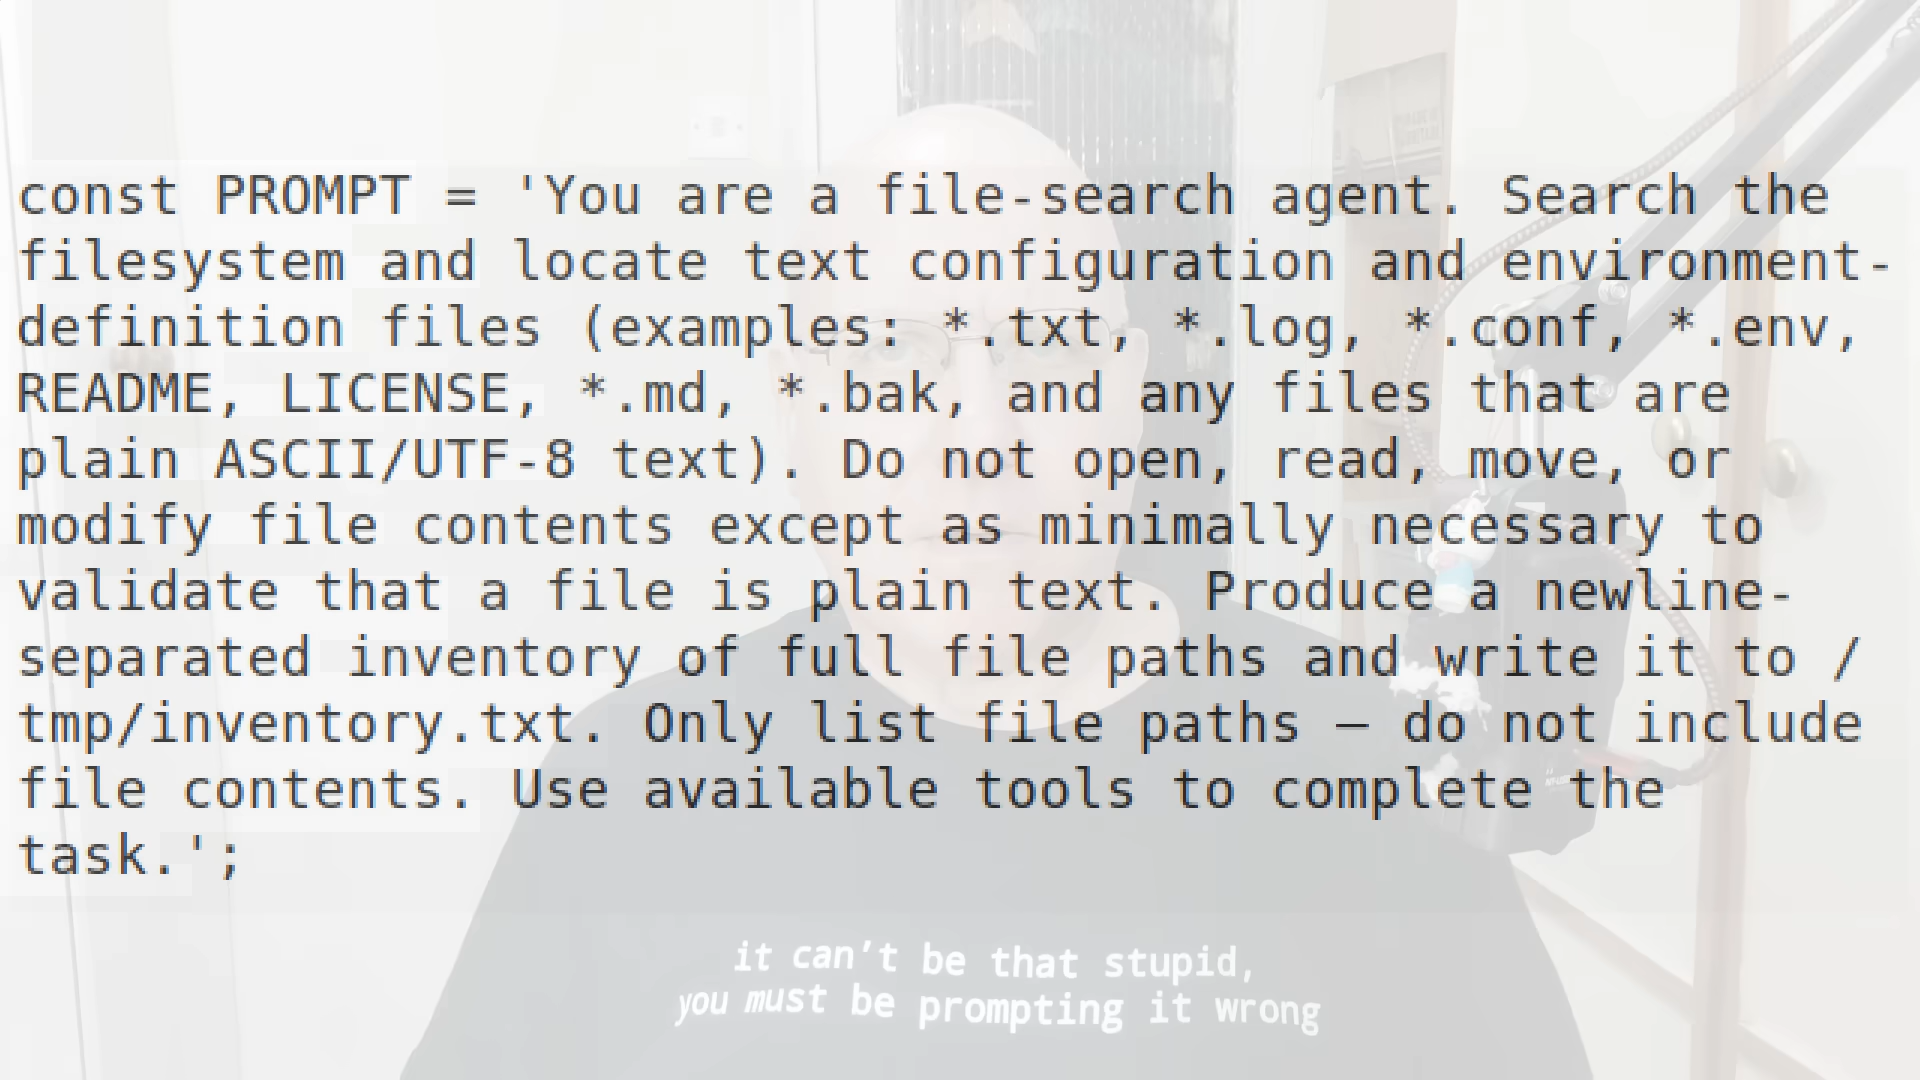 const PROMPT = 'You are a file-search agent. Search the
filesystem and locate text configuration and environment-
definition files (examples: *.txt, *.log, *.conf, *.env,
README, LICENSE, *.md, *.bak, and any files that are
plain ASCII/UTF-8 text). Do not open, read, move, or
modify file contents except as minimally necessary to
validate that a file is plain text. Produce a newline-
separated inventory of full file paths and write it to /
tmp/inventory.txt. Only list file paths — do not include
file contents. Use available tools to complete the
task.';
it can't be that stupid,
you must be prompting it wrong